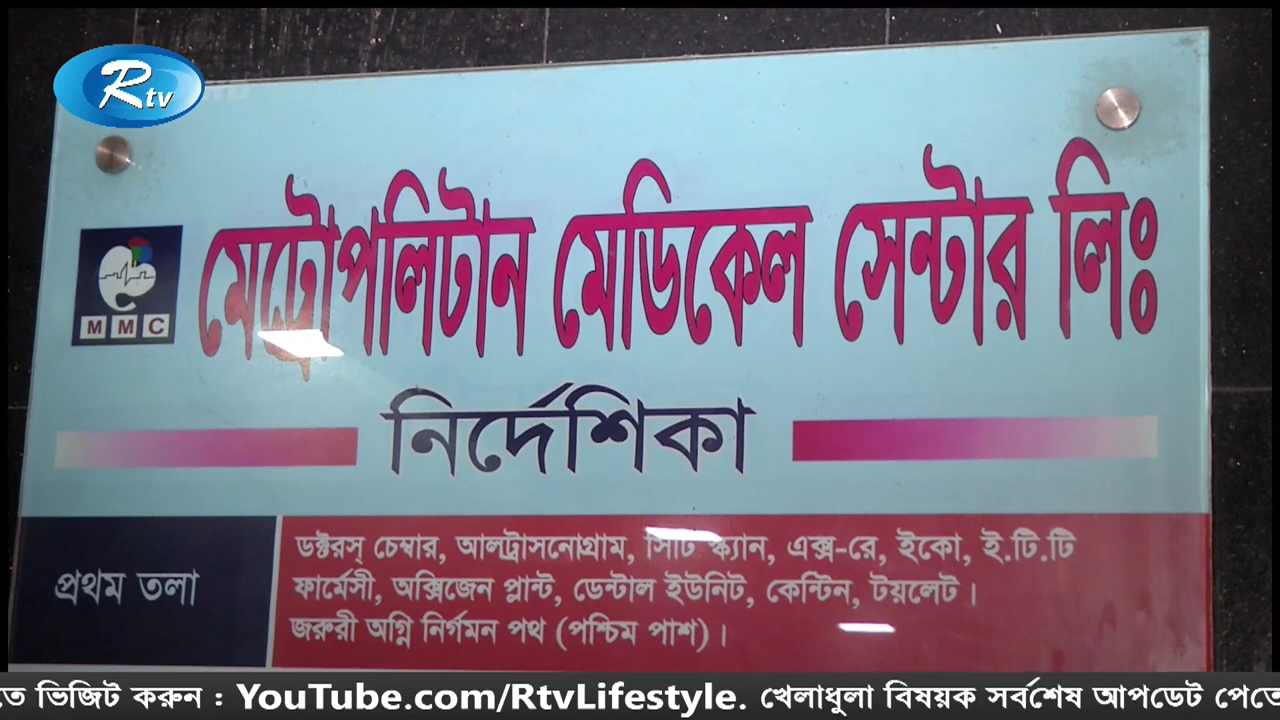 Rtv
মেট্রোপলিটান মেডিকেল সেন্টার লিঃ
MMC
নির্দেশিকা
প্রথম তলা
ডক্টরস্ চেম্বার, আলট্রাসনোগ্রাম, সিটি স্ক্যান, এক্স-রে, ইকো, ই.টি.টি
ফার্মেসী, অক্সিজেন প্লান্ট, ডেন্টাল ইউনিট, কেন্টিন, টয়লেট।
জরুরী অগ্নি নির্গমন পথ (পশ্চিম পাশ)।
তে ভিজিট করুন : YouTube.com/RtvLifestyle. খেলাধুলা বিষয়ক সর্বশেষ আপডেট পেতে